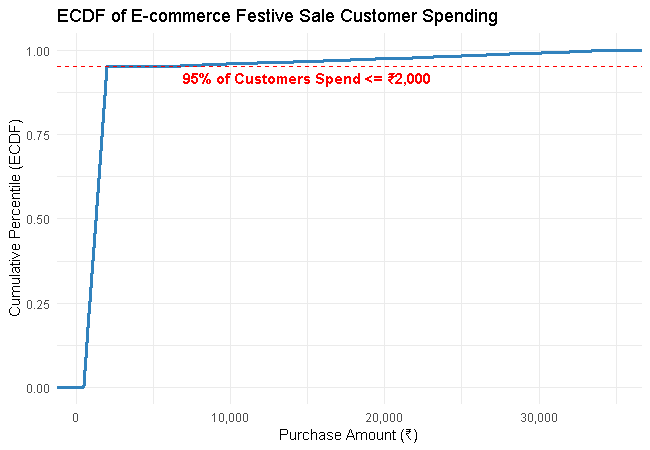 ECDF of E-commerce Festive Sale Customer Spending
Cumulative Percentile (ECDF)
1.00
95% of Customers Spend <= ₹2,000
0.75
0.50
0.25
0.00
0
10,000
20,000
30,000
Purchase Amount (₹)